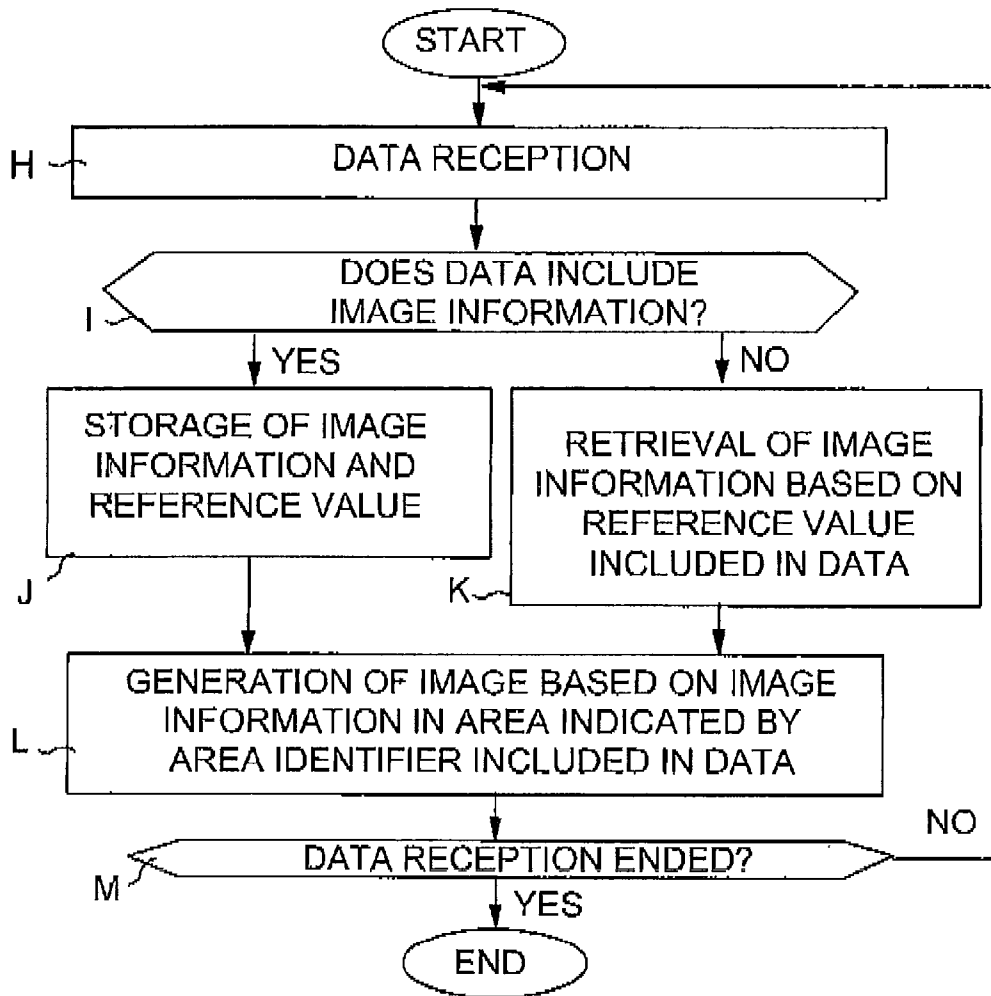 START
H
DATA RECEPTION
DOES DATA INCLUDE
IMAGE INFORMATION?
I
YES
NO
STORAGE OF IMAGE
INFORMATION AND
REFERENCE VALUE
J
RETRIEVAL OF IMAGE
INFORMATION BASED ON
REFERENCE VALUE
INCLUDED IN DATA
K
GENERATION OF IMAGE BASED ON IMAGE
INFORMATION IN AREA INDICATED BY
AREA IDENTIFIER INCLUDED IN DATA
L
NO
DATA RECEPTION ENDED?
M
YES
END